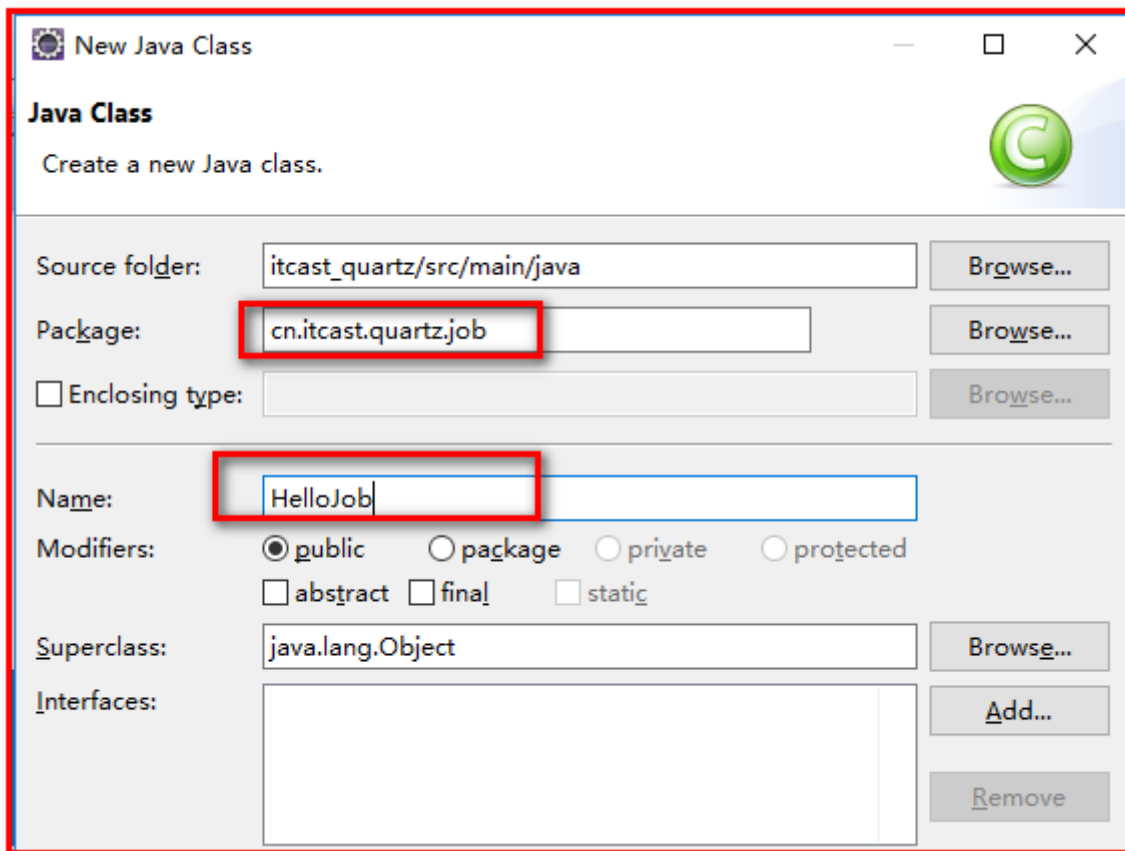 New Java Class
Java Class
Create a new Java class.
Source folder: itcast_quartz/src/main/java Browse...
Package: cn.itcast.quartz.job Browse...
Enclosing type: Browse...
Name: HelloJob
Modifiers: public package private protected
abstract final static
Superclass: java.lang.Object Browse...
Interfaces: Add...
Remove